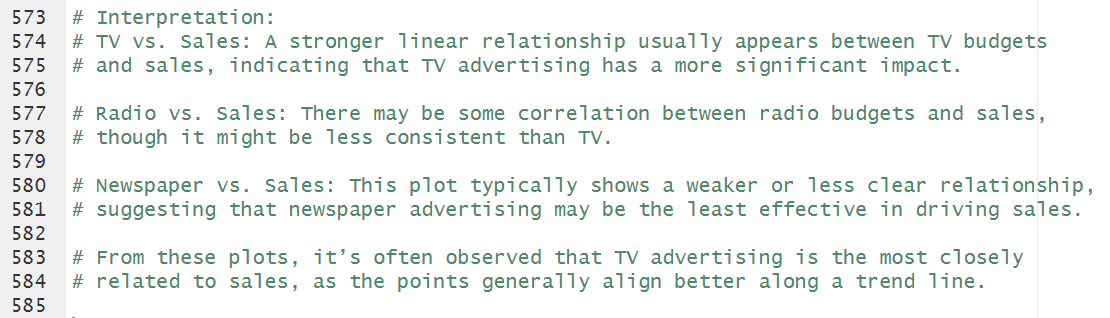 573 # Interpretation:
574 # TV vs. Sales: A stronger linear relationship usually appears between TV budgets
575 # and sales, indicating that TV advertising has a more significant impact.
576
577 # Radio vs. Sales: There may be some correlation between radio budgets and sales,
578 # though it might be less consistent than TV.
579
580 # Newspaper vs. Sales: This plot typically shows a weaker or less clear relationship,
581 # suggesting that newspaper advertising may be the least effective in driving sales.
582
583 # From these plots, it’s often observed that TV advertising is the most closely
584 # related to sales, as the points generally align better along a trend line.
585